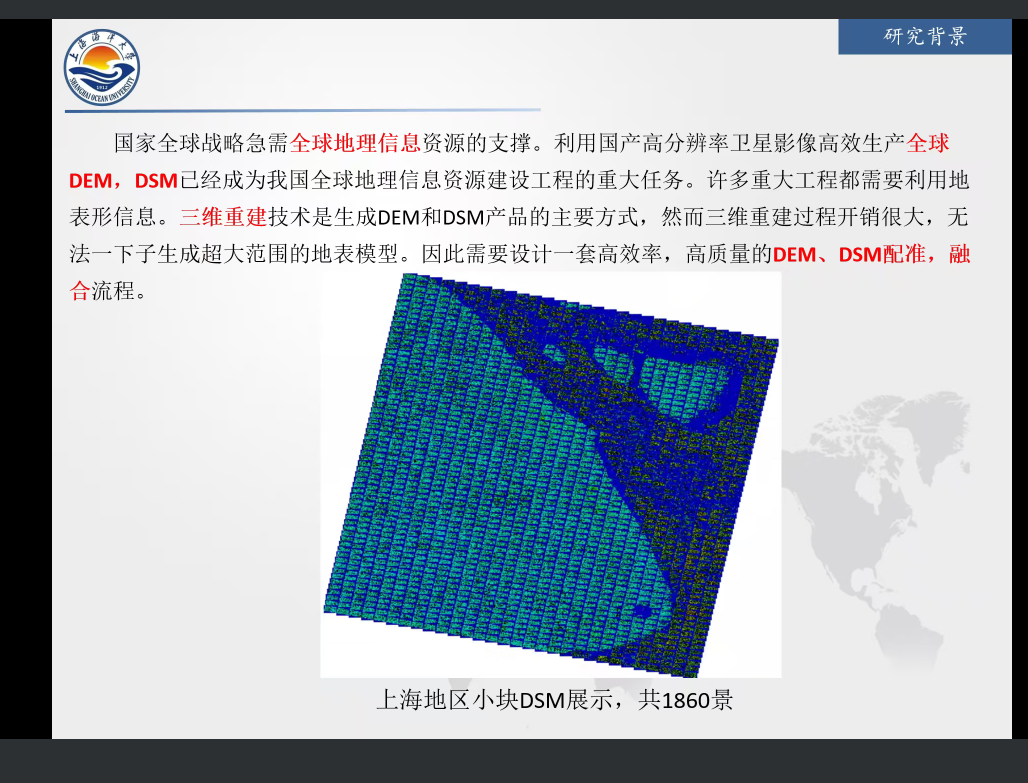 研究背景
上海海洋大学
SHANGHAI OCEAN UNIVERSITY
1912
国家全球战略急需全球地理信息资源的支撑。利用国产高分辨率卫星影像高效生产全球
DEM，DSM已经成为我国全球地理信息资源建设工程的重大任务。许多重大工程都需要利用地
表形信息。三维重建技术是生成DEM和DSM产品的主要方式，然而三维重建过程开销很大，无
法一下子生成超大范围的地表模型。因此需要设计一套高效率，高质量的DEM、DSM配准，融
合流程。
上海地区小块DSM展示，共1860景